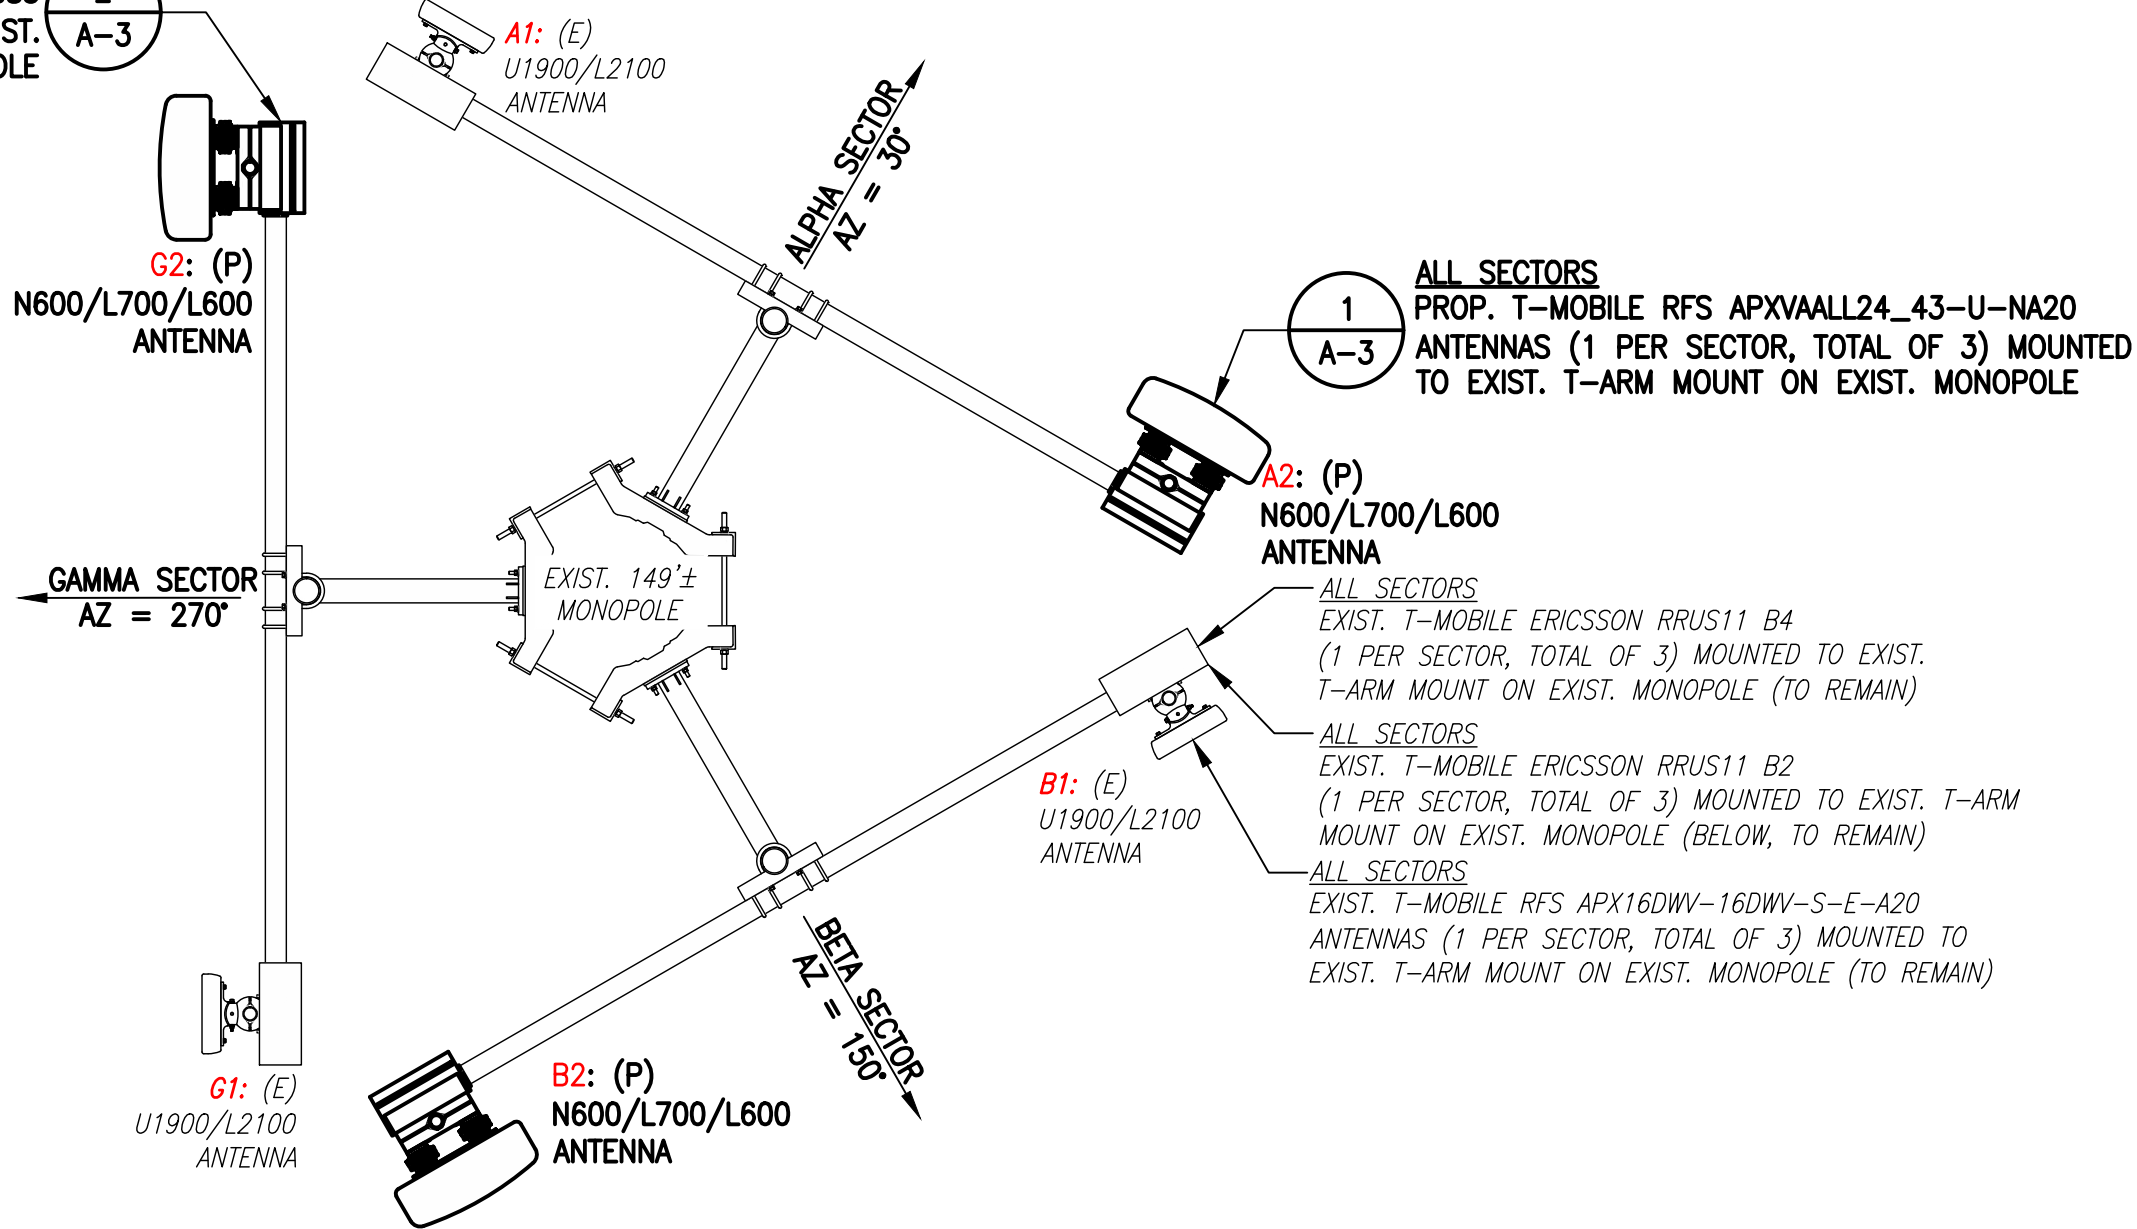 IST.
OLE
A-3
A1: (E)
U1900/L2100
ANTENNA
ALPHA SECTOR
AZ = 30°
G2: (P)
N600/L700/L600
ANTENNA
1
A-3
ALL SECTORS
PROP. T-MOBILE RFS APXVAALL24_43-U-NA20
ANTENNAS (1 PER SECTOR, TOTAL OF 3) MOUNTED
TO EXIST. T-ARM MOUNT ON EXIST. MONOPOLE
A2: (P)
N600/L700/L600
ANTENNA
GAMMA SECTOR
AZ = 270°
EXIST. 149'±
MONOPOLE
ALL SECTORS
EXIST. T-MOBILE ERICSSON RRUS11 B4
(1 PER SECTOR, TOTAL OF 3) MOUNTED TO EXIST.
T-ARM MOUNT ON EXIST. MONOPOLE (TO REMAIN)
ALL SECTORS
EXIST. T-MOBILE ERICSSON RRUS11 B2
(1 PER SECTOR, TOTAL OF 3) MOUNTED TO EXIST. T-ARM
MOUNT ON EXIST. MONOPOLE (BELOW, TO REMAIN)
B1: (E)
U1900/L2100
ANTENNA
ALL SECTORS
EXIST. T-MOBILE RFS APX16DWV-16DWV-S-E-A20
ANTENNAS (1 PER SECTOR, TOTAL OF 3) MOUNTED TO
EXIST. T-ARM MOUNT ON EXIST. MONOPOLE (TO REMAIN)
BETA SECTOR
AZ = 150°
G1: (E)
U1900/L2100
ANTENNA
B2: (P)
N600/L700/L600
ANTENNA